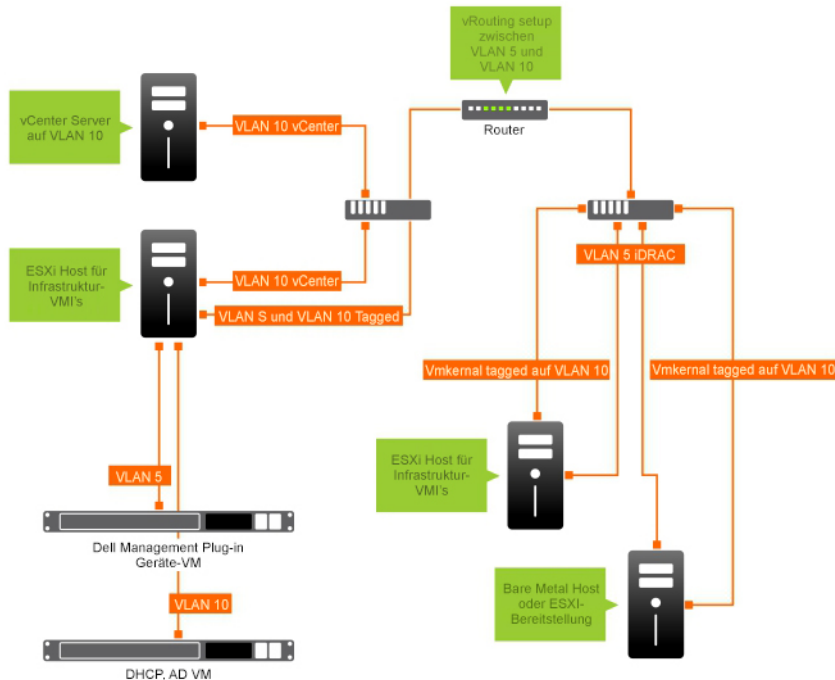 vRouting setup
zwischen
VLAN 5 und
VLAN 10
Router
vCenter Server
auf VLAN 10
VLAN 10 vCenter
ESXi Host für
Infrastruktur-
VMI's
VLAN 10 vCenter
VLAN S und VLAN 10 Tagged
VLAN 5 iDRAC
Vmkernal tagged auf VLAN 10
Vmkernal tagged auf VLAN 10
ESXi Host für
Infrastruktur-
VMI's
VLAN 5
Dell Management Plug-in
Geräte-VM
VLAN 10
DHCP, AD VM
Bare Metal Host
oder ESXI-
Bereitstellung